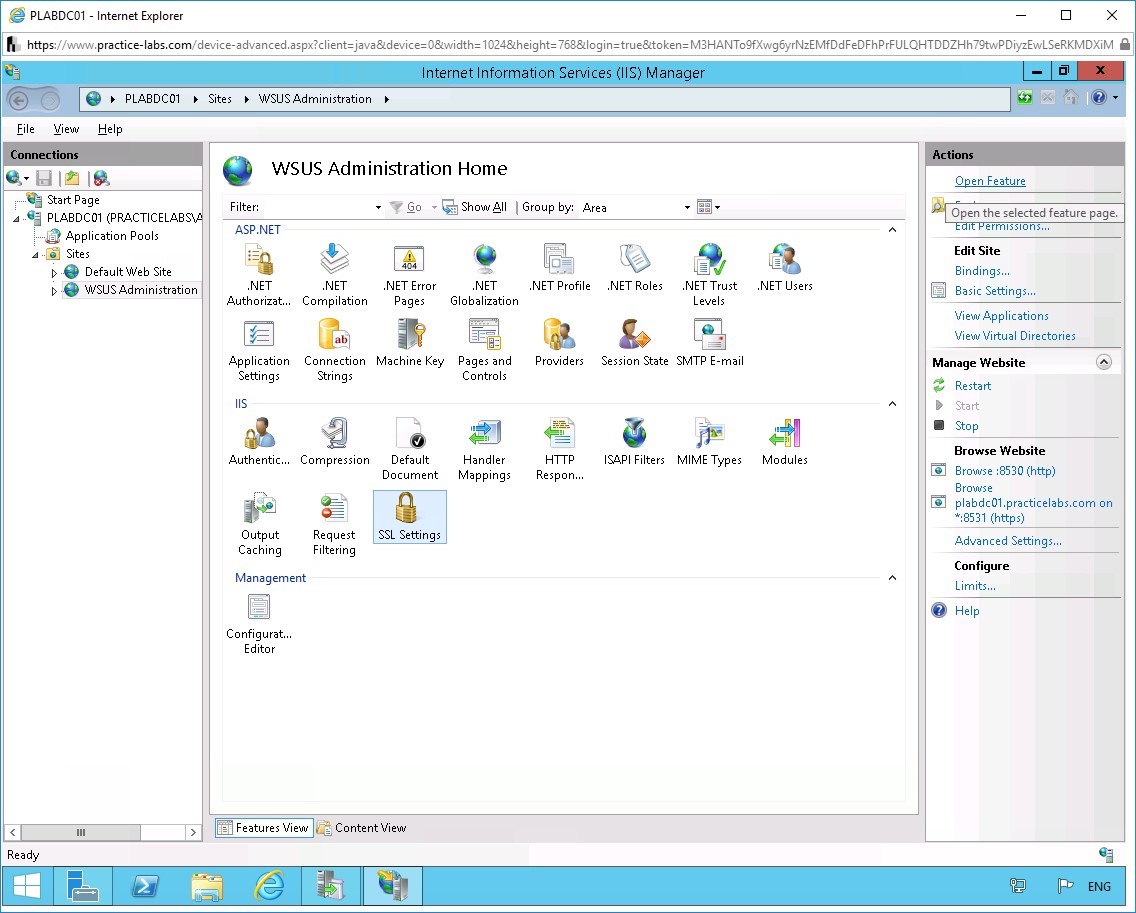 PLABDC01 - Internet Explorer
https://www.practice-labs.com/device-advanced.aspx?client=java&device=0&width=1024&height=768&login=true&token=M3HANTo9fXwg6yrNzEMfDdFeDFhPrFULQHTDDZHh79twPDiyzEwLSeRKMDXiM
Internet Information Services (IIS) Manager
PLABDC01 Sites WSUS Administration
File View Help
Connections
Start Page
PLABDC01 (PRACTICELABS\A
Application Pools
Sites
Default Web Site
WSUS Administration
WSUS Administration Home
Filter: Go Show All Group by: Area
ASP.NET
.NET Authorizat...
.NET Compilation
.NET Error Pages
.NET Globalization
.NET Profile
.NET Roles
.NET Trust Levels
.NET Users
404
Application Settings
Connection Strings
ab
Machine Key
Pages and Controls
Providers
Session State
SMTP E-mail
IIS
Authentic...
Compression
Default Document
Handler Mappings
HTTP Respon...
ISAPI Filters
MIME Types
Modules
Output Caching
Request Filtering
SSL Settings
Management
Configurat... Editor
Features View Content View
Actions
Open Feature
Open the selected feature page.
Edit Permissions...
Edit Site
Bindings...
Basic Settings...
View Applications
View Virtual Directories
Manage Website
Restart
Start
Stop
Browse Website
Browse :8530 (http)
Browse
plabdc01.practicelabs.com on
*:8531 (https)
Advanced Settings...
Configure
Limits...
Help
Ready
ENG